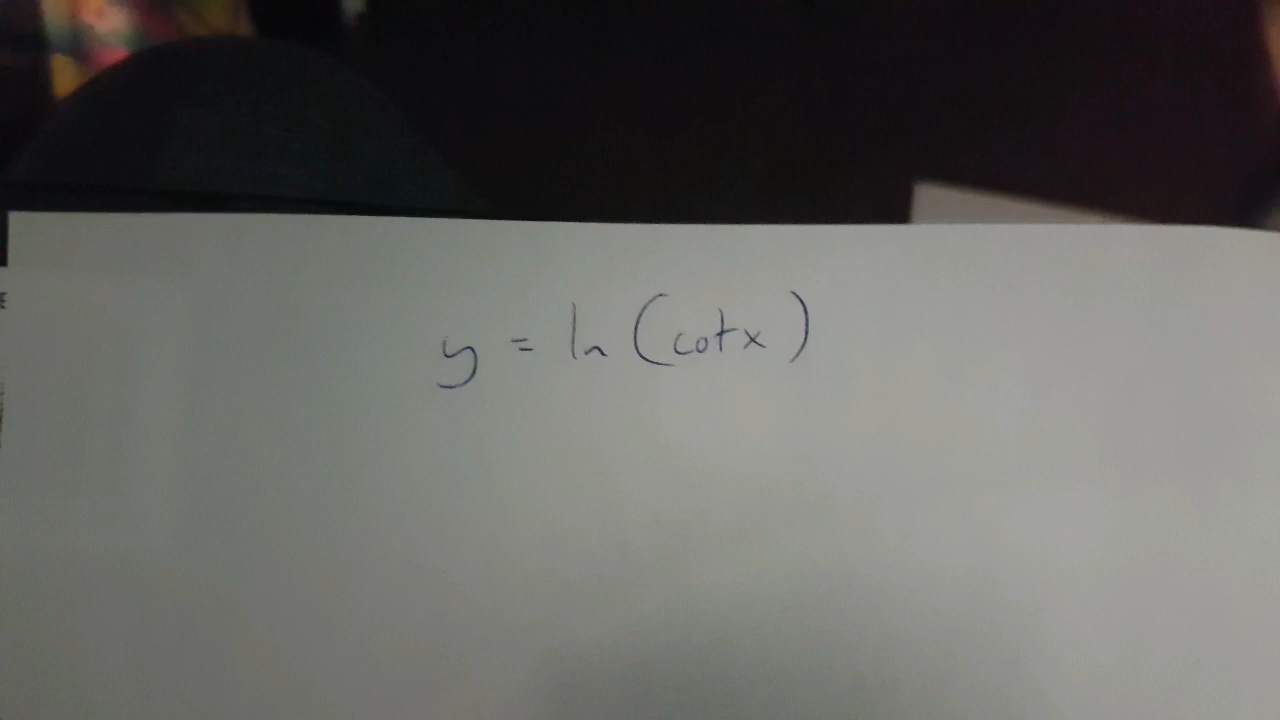 y = ln (cotx)